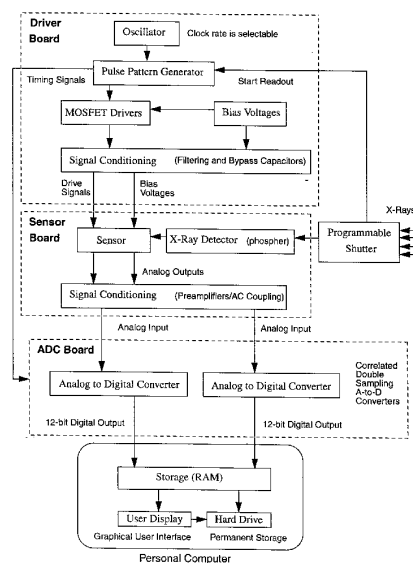 Driver
Board
Oscillator
Clock rate is selectable
Timing Signals
Pulse Pattern Generator
Start Readout
MOSFET Drivers
Bias Voltages
Signal Conditioning (Filtering and Bypass Capacitors)
Drive
Signals
Bias
Voltages
X-Rays
Sensor
Board
Sensor
X-Ray Detector (phospher)
Programmable
Shutter
Analog Outputs
Signal Conditioning (Preamplifiers/AC Coupling)
Analog Input
Analog Input
ADC Board
Correlated
Double
Sampling
A-to-D
Converters
Analog to Digital Converter
Analog to Digital Converter
12-bit Digital Output
12-bit Digital Output
Storage (RAM)
User Display
Hard Drive
Graphical User Interface
Permanent Storage
Personal Computer